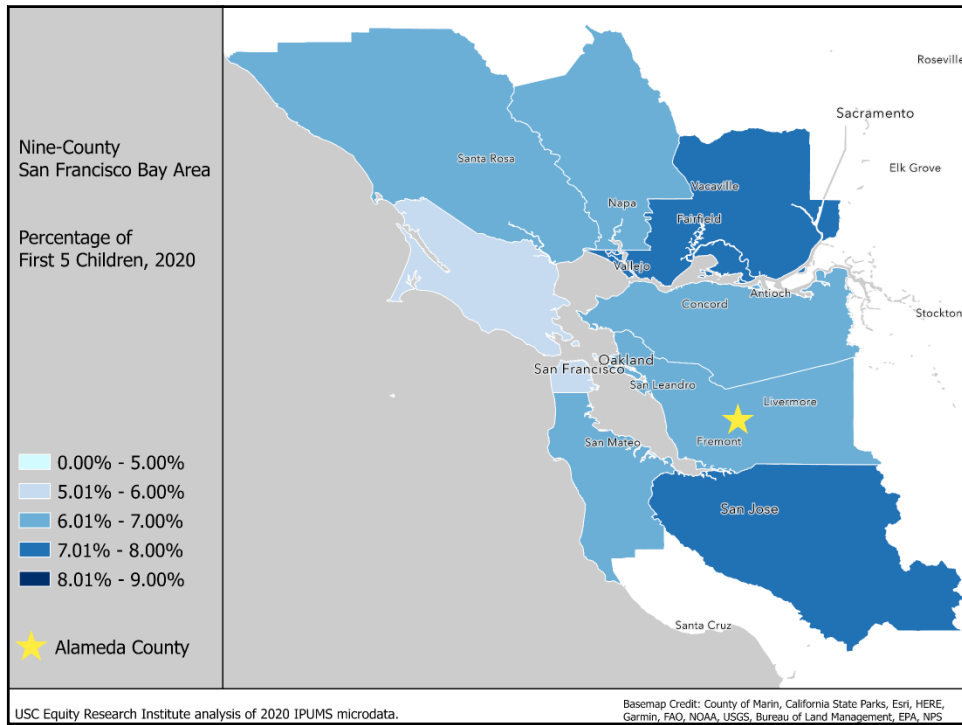 Nine-County
San Francisco Bay Area
Percentage of
First 5 Children, 2020
0.00% - 5.00%
5.01% - 6.00%
6.01% - 7.00%
7.01% - 8.00%
8.01% - 9.00%
Alameda County
Roseville
Sacramento
Elk Grove
Santa Rosa
Vacaville
Napa
Fairfield
Vallejo
Antioch
Concord
Stockton
Oakland
San Francisco
San Leandro
Livermore
Fremont
San Mateo
San Jose
Santa Cruz
USC Equity Research Institute analysis of 2020 IPUMS microdata.
Basemap Credit: County of Marin, California State Parks, Esri, HERE,
Garmin, FAO, NOAA, USGS, Bureau of Land Management, EPA, NPS